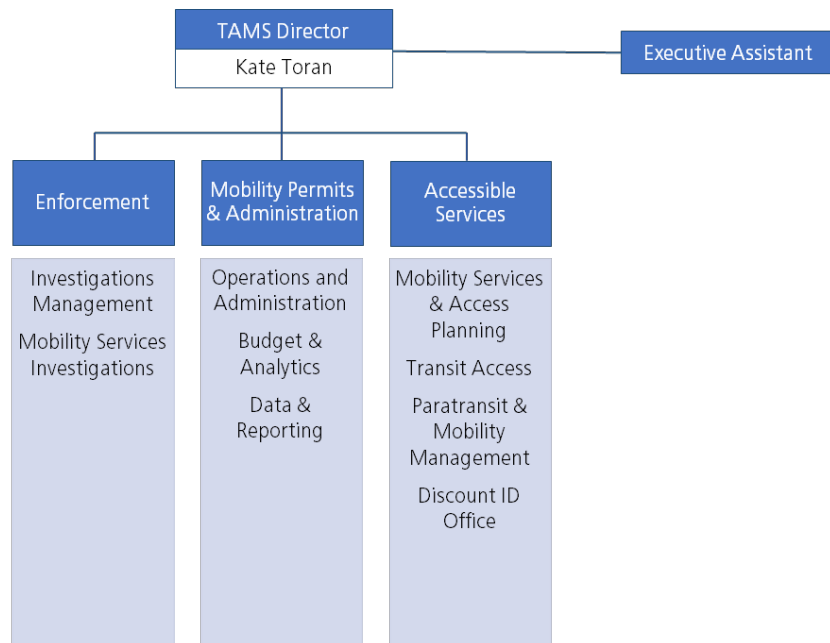 TAMS Director
Kate Toran
Executive Assistant
Enforcement
Mobility Permits
& Administration
Accessible
Services
Investigations
Management
Mobility Services
Investigations
Operations and
Administration
Budget &
Analytics
Data &
Reporting
Mobility Services
& Access
Planning
Transit Access
Paratransit &
Mobility
Management
Discount ID
Office